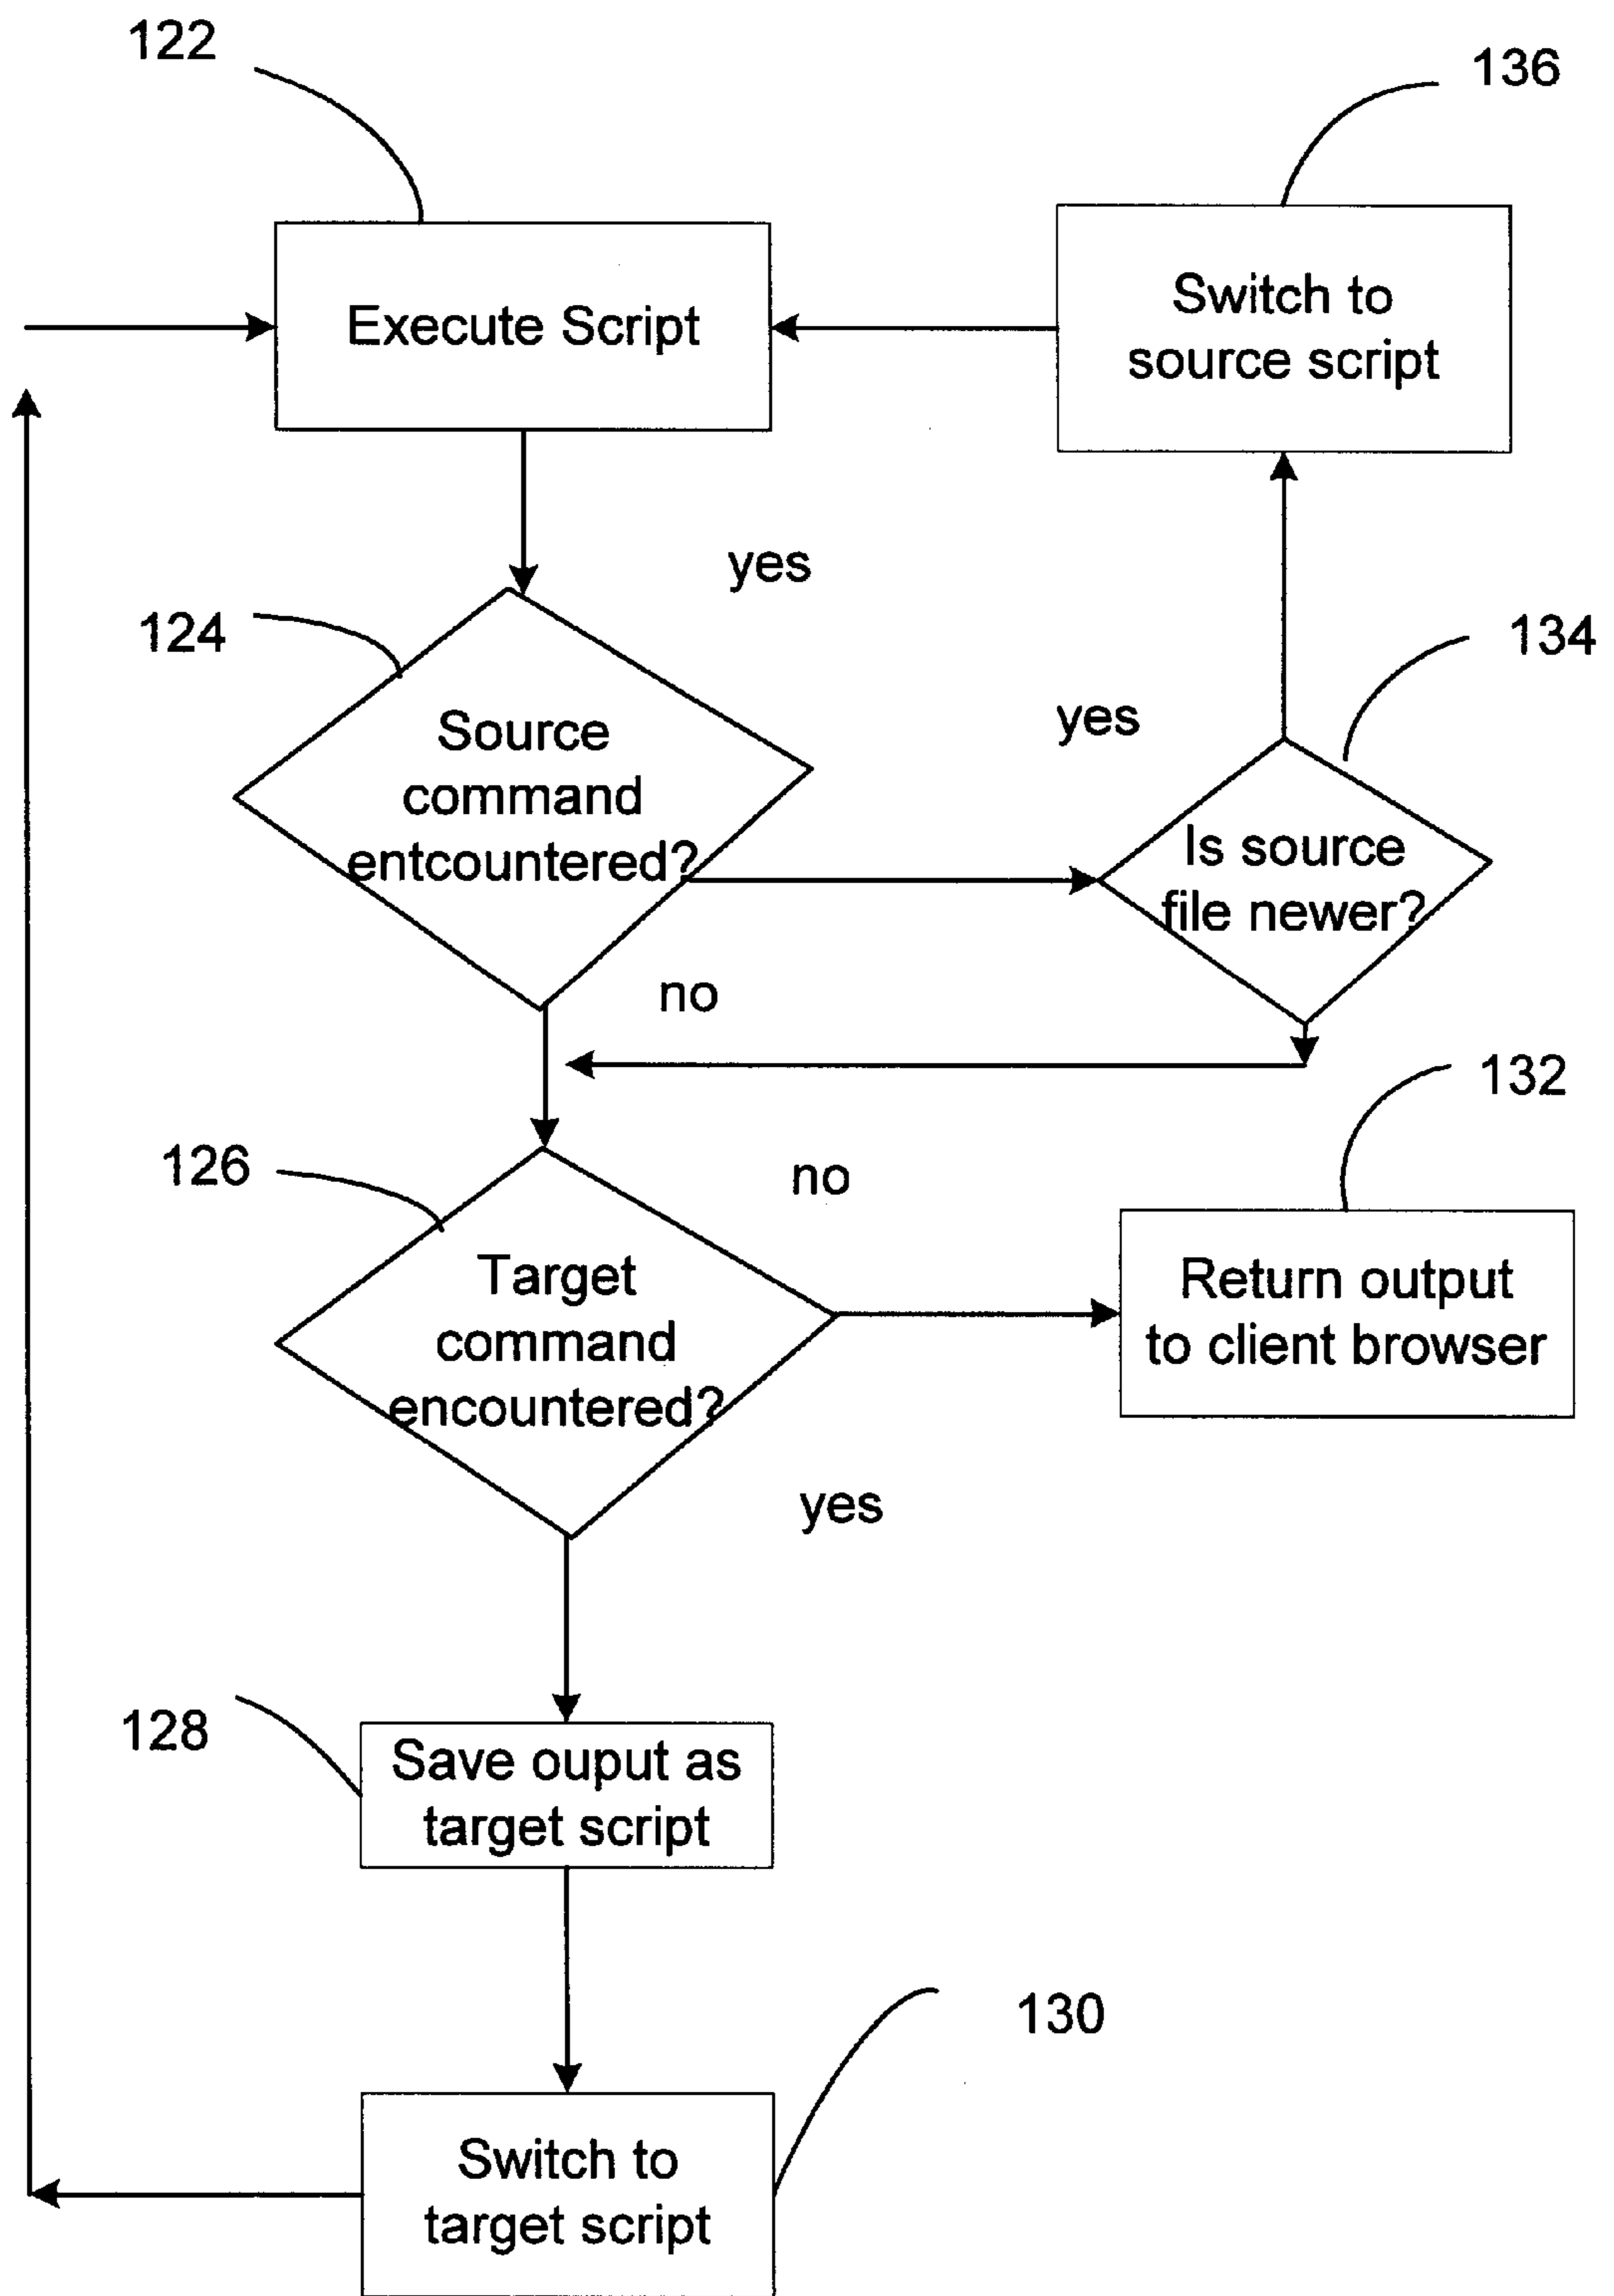 122
136
Execute Script
Switch to
source script
yes
124
134
Source
command
entcountered?
yes
Is source
file newer?
no
132
126
no
Target
command
encountered?
Return output
to client browser
yes
128
Save ouput as
target script
130
Switch to
target script